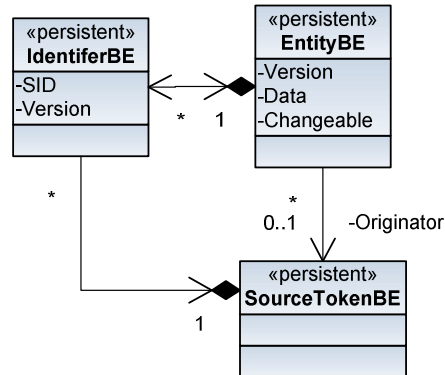 «persistent»
IdentiferBE
-SID
-Version
«persistent»
EntityBE
-Version
-Data
-Changeable
*
1
*
*
0..1
-Originator
«persistent»
SourceTokenBE
1